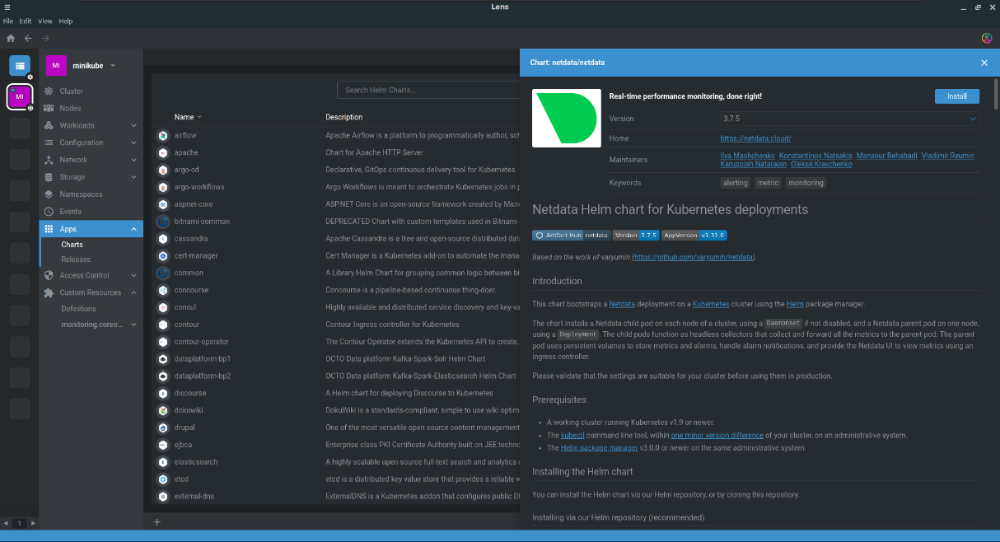 Lens
File Edit View Help
MI minikube
MI
Cluster
Nodes
Workloads
Configuration
Network
Storage
Namespaces
Events
Apps
Charts
Releases
Access Control
Custom Resources
Definitions
monitoring.coreo...
1
Search Helm Charts...
Name Description
airflow Apache Airflow is a platform to programmatically author, sch
apache Chart for Apache HTTP Server
argo-cd Declarative, GitOps continuous delivery tool for Kubernetes.
argo-workflows Argo Workflows is meant to orchestrate Kubernetes jobs in p
aspnet-core ASP.NET Core is an open-source framework created by Micro
bitnami-common DEPRECATED Chart with custom templates used in Bitnami
cassandra Apache Cassandra is a free and open-source distributed data
cert-manager Cert Manager is a Kubernetes add-on to automate the mana
common A Library Helm Chart for grouping common logic between bi
concourse Concourse is a pipeline-based continuous thing-doer.
consul Highly available and distributed service discovery and key-va
contour Contour Ingress controller for Kubernetes
contour-operator The Contour Operator extends the Kubernetes API to create,
dataplatform-bp1 OCTO Data platform Kafka-Spark-Solr Helm Chart
dataplatform-bp2 OCTO Data platform Kafka-Spark-Elasticsearch Helm Chart
discourse A Helm chart for deploying Discourse to Kubernetes
dokuwiki DokuWiki is a standards-compliant, simple to use wiki optim
drupal One of the most versatile open source content management
ejbca Enterprise class PKI Certificate Authority built on JEE techno
elasticsearch A highly scalable open-source full-text search and analytics
etcd etcd is a distributed key value store that provides a reliable w
external-dns ExternalDNS is a Kubernetes addon that configures public D
Chart: netdata/netdata
Real-time performance monitoring, done right!
Install
Version 3.7.5
Home https://netdata.cloud/
Maintainers Ilya Mashchenko Konstantinos Natsakis Mansour Behabadi Vladimir Ryumin
Karuppiah Natarajan Oleksii Kravchenko
Keywords alerting metric monitoring
Netdata Helm chart for Kubernetes deployments
Artifact Hub netdata Version 3.7.5 AppVersion v1.31.0
Based on the work of varyumin (https://github.com/varyumin/netdata).
Introduction
This chart bootstraps a Netdata deployment on a Kubernetes cluster using the Helm package manager.
The chart installs a Netdata child pod on each node of a cluster, using a Daemonset if not disabled, and a Netdata parent pod on one node,
using a Deployment. The child pods function as headless collectors that collect and forward all the metrics to the parent pod. The parent
pod uses persistent volumes to store metrics and alarms, handle alarm notifications, and provide the Netdata UI to view metrics using an
ingress controller.
Please validate that the settings are suitable for your cluster before using them in production.
Prerequisites
• A working cluster running Kubernetes v1.9 or newer.
• The kubectl command line tool, within one minor version difference of your cluster, on an administrative system.
• The Helm package manager v3.0.0 or newer on the same administrative system.
Installing the Helm chart
You can install the Helm chart via our Helm repository, or by cloning this repository.
Installing via our Helm repository (recommended)